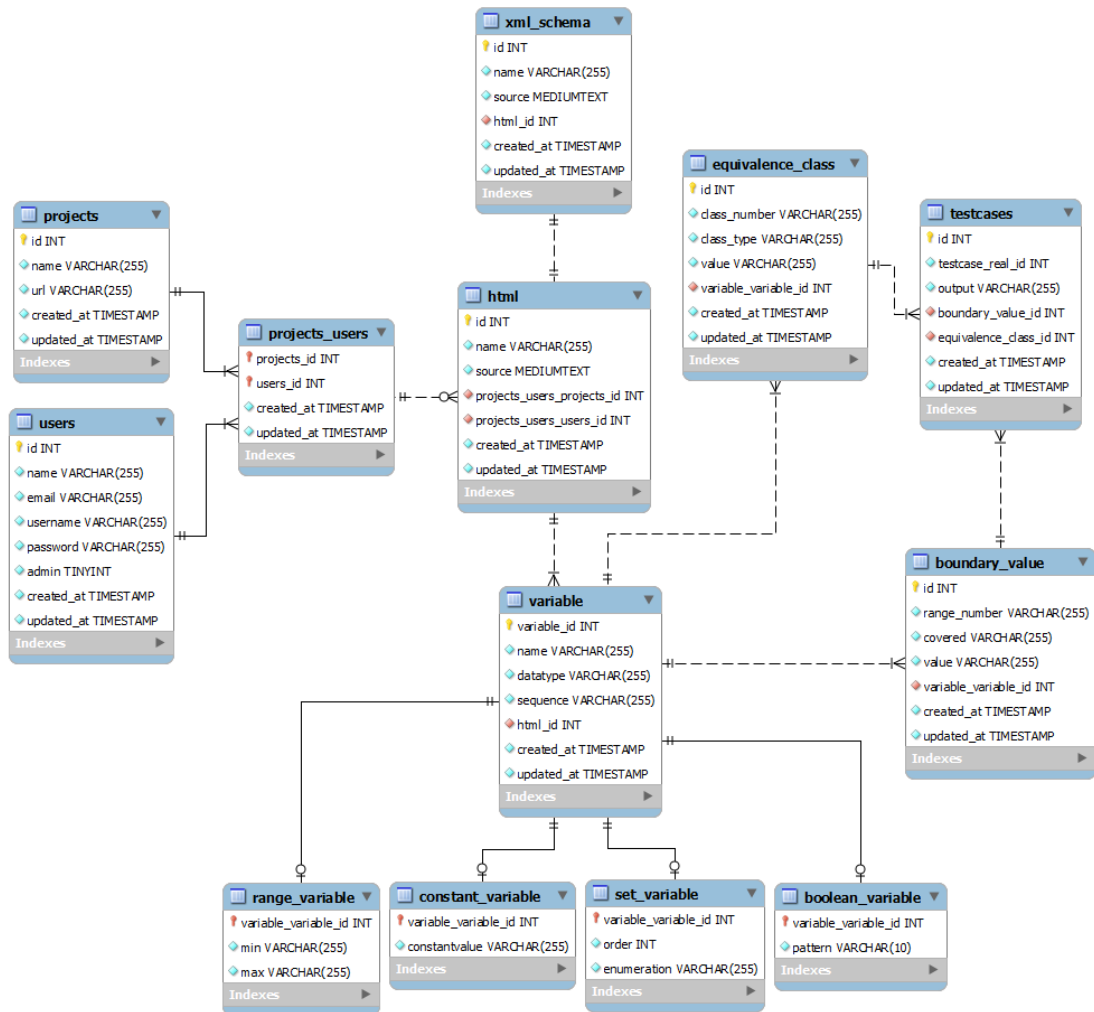 xml_schema
id INT
name VARCHAR(255)
source MEDIUMTEXT
html_id INT
created_at TIMESTAMP
updated_at TIMESTAMP
Indexes
equivalence_class
id INT
class_number VARCHAR(255)
class_type VARCHAR(255)
value VARCHAR(255)
variable_variable_id INT
created_at TIMESTAMP
updated_at TIMESTAMP
Indexes
projects
id INT
name VARCHAR(255)
url VARCHAR(255)
created_at TIMESTAMP
updated_at TIMESTAMP
Indexes
testcases
id INT
testcase_real_id INT
output VARCHAR(255)
boundary_value_id INT
equivalence_class_id INT
created_at TIMESTAMP
updated_at TIMESTAMP
Indexes
html
id INT
name VARCHAR(255)
source MEDIUMTEXT
projects_users_projects_id INT
projects_users_users_id INT
created_at TIMESTAMP
updated_at TIMESTAMP
Indexes
projects_users
projects_id INT
users_id INT
created_at TIMESTAMP
updated_at TIMESTAMP
Indexes
users
id INT
name VARCHAR(255)
email VARCHAR(255)
username VARCHAR(255)
password VARCHAR(255)
admin TINYINT
created_at TIMESTAMP
updated_at TIMESTAMP
Indexes
boundary_value
id INT
range_number VARCHAR(255)
covered VARCHAR(255)
value VARCHAR(255)
variable_variable_id INT
created_at TIMESTAMP
updated_at TIMESTAMP
Indexes
variable
variable_id INT
name VARCHAR(255)
datatype VARCHAR(255)
sequence VARCHAR(255)
html_id INT
created_at TIMESTAMP
updated_at TIMESTAMP
Indexes
range_variable
variable_variable_id INT
min VARCHAR(255)
max VARCHAR(255)
Indexes
constant_variable
variable_variable_id INT
constantvalue VARCHAR(255)
Indexes
set_variable
variable_variable_id INT
order INT
enumeration VARCHAR(255)
Indexes
boolean_variable
variable_variable_id INT
pattern VARCHAR(10)
Indexes